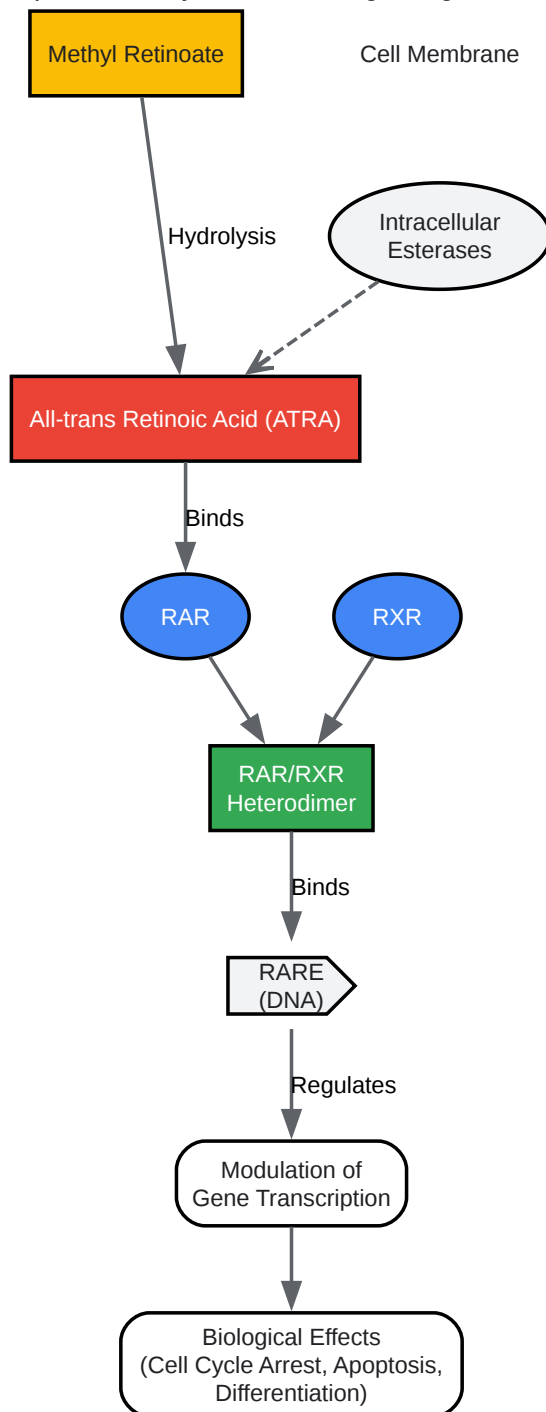 Methyl Retinoate
Cell Membrane
Hydrolysis
Intracellular
Esterases
All-trans Retinoic Acid (ATRA)
Binds
RAR
RXR
RAR/RXR
Heterodimer
Binds
RARE
(DNA)
Regulates
Modulation of
Gene Transcription
Biological Effects
(Cell Cycle Arrest, Apoptosis,
Differentiation)